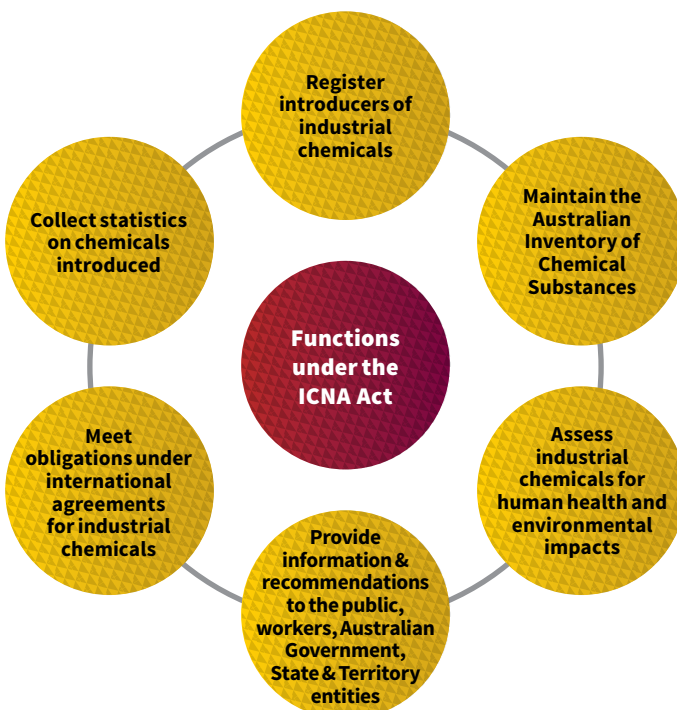 Register
introducers of
industrial
chemicals
Maintain the
Australian
Inventory of
Chemical
Substances
Assess
industrial
chemicals for
human health and
environmental
impacts
Provide
information &
recommendations
to the public,
workers, Australian
Government,
State & Territory
entities
Meet
obligations under
international
agreements
for industrial
chemicals
Collect statistics
on chemicals
introduced
Functions
under the
ICNA Act